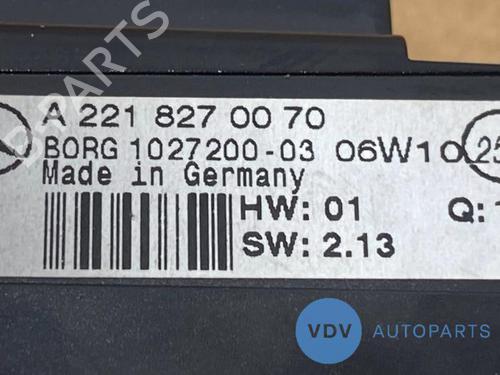 A 221 827 00 70
BORG 1027200-03 06W10
Made in Germany
HW: 01 Q:
SW: 2.13
VDV AUTOPARTS
PARTS